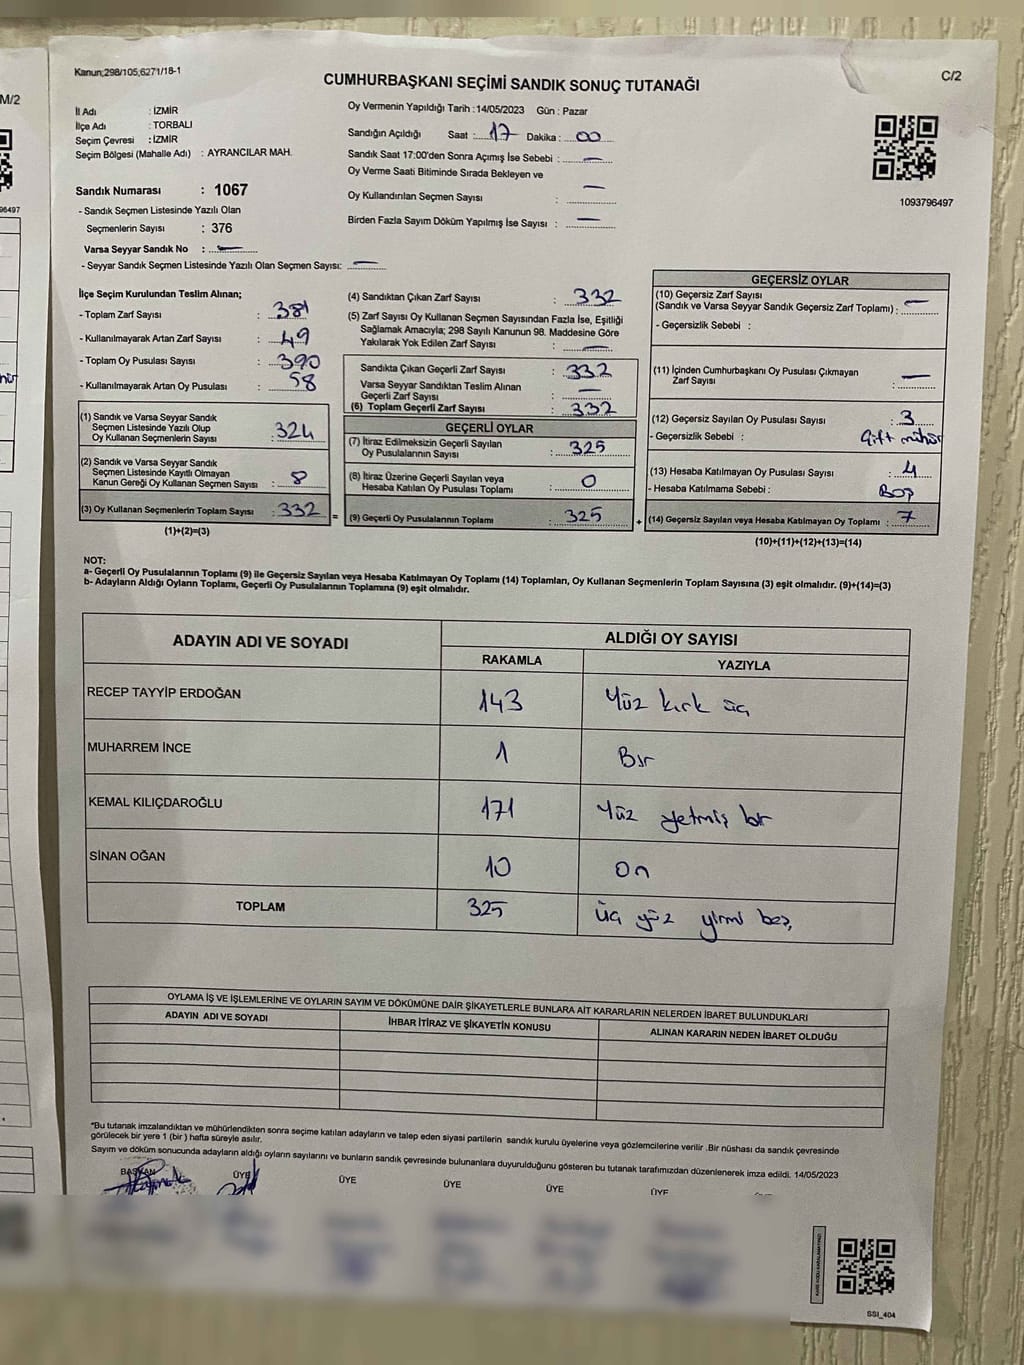 Kanun;298/105;6271/18-1
CUMHURBAŞKANI SEÇİMİ SANDIK SONUÇ TUTANAĞI
C/2
M/2
İl Adı : İZMİR
İlçe Adı : TORBALI
Seçim Çevresi : İZMİR
Seçim Bölgesi (Mahalle Adı) : AYRANCILAR MAH.
Sandık Numarası : 1067
- Sandık Seçmen Listesinde Yazılı Olan
Seçmenlerin Sayısı : 376
Varsa Seyyar Sandık No : —
- Seyyar Sandık Seçmen Listesinde Yazılı Olan Seçmen Sayısı: —
Oy Vermenin Yapıldığı Tarih : 14/05/2023 Gün : Pazar
Sandığın Açıldığı Saat : 17 Dakika : 00
Sandık Saat 17:00'den Sonra Açımış İse Sebebi : —
Oy Verme Saati Bitiminde Sırada Bekleyen ve
Oy Kullandırılan Seçmen Sayısı : —
Birden Fazla Sayım Döküm Yapılmış İse Sayısı : —
1093796497
96497
İlçe Seçim Kurulundan Teslim Alınan;
- Toplam Zarf Sayısı : 381
- Kullanılmayarak Artan Zarf Sayısı : 49
- Toplam Oy Pusulası Sayısı : 390
- Kullanılmayarak Artan Oy Pusulası : 58
(1) Sandık ve Varsa Seyyar Sandık
Seçmen Listesinde Yazılı Olup
Oy Kullanan Seçmenlerin Sayısı : 324
(2) Sandık ve Varsa Seyyar Sandık
Seçmen Listesinde Kayıtlı Olmayan
Kanun Gereği Oy Kullanan Seçmen Sayısı : 8
(3) Oy Kullanan Seçmenlerin Toplam Sayısı : 332
(1)+(2)=(3)
=
(4) Sandıktan Çıkan Zarf Sayısı : 332
(5) Zarf Sayısı Oy Kullanan Seçmen Sayısından Fazla İse, Eşitliği
Sağlamak Amacıyla; 298 Sayılı Kanunun 98. Maddesine Göre
Yakılarak Yok Edilen Zarf Sayısı : —
Sandıkta Çıkan Geçerli Zarf Sayısı : 332
Varsa Seyyar Sandıktan Teslim Alınan
Geçerli Zarf Sayısı : —
(6) Toplam Geçerli Zarf Sayısı : 332
GEÇERLİ OYLAR
(7) İtiraz Edilmeksizin Geçerli Sayılan
Oy Pusulalarının Sayısı : 325
(8) İtiraz Üzerine Geçerli Sayılan veya
Hesaba Katılan Oy Pusulası Toplamı : 0
(9) Geçerli Oy Pusulalarının Toplamı : 325
+
GEÇERSİZ OYLAR
(10) Geçersiz Zarf Sayısı
(Sandık ve Varsa Seyyar Sandık Geçersiz Zarf Toplamı) : —
- Geçersizlik Sebebi :
(11) İçinden Cumhurbaşkanı Oy Pusulası Çıkmayan
Zarf Sayısı : —
(12) Geçersiz Sayılan Oy Pusulası Sayısı : 3
- Geçersizlik Sebebi : Çift mühür
(13) Hesaba Katılmayan Oy Pusulası Sayısı : 4
- Hesaba Katılmama Sebebi : Boş
(14) Geçersiz Sayılan veya Hesaba Katılmayan Oy Toplamı : 7
(10)+(11)+(12)+(13)=(14)
NOT:
a- Geçerli Oy Pusulalarının Toplamı (9) ile Geçersiz Sayılan veya Hesaba Katılmayan Oy Toplamı (14) Toplamları, Oy Kullanan Seçmenlerin Toplam Sayısına (3) eşit olmalıdır. (9)+(14)=(3)
b- Adayların Aldığı Oyların Toplamı, Geçerli Oy Pusulalarının Toplamına (9) eşit olmalıdır.
ADAYIN ADI VE SOYADI ALDIĞI OY SAYISI
RAKAMLA YAZIYLA
RECEP TAYYİP ERDOĞAN 143 Yüz kırk üç
MUHARREM İNCE 1 Bir
KEMAL KILIÇDAROĞLU 171 Yüz yetmiş bir
SİNAN OĞAN 10 On
TOPLAM 325 üç yüz yirmi beş
OYLAMA İŞ VE İŞLEMLERİNE VE OYLARIN SAYIM VE DÖKÜMÜNE DAİR ŞİKAYETLERLE BUNLARA AİT KARARLARIN NELERDEN İBARET BULUNDUKLARI
ADAYIN ADI VE SOYADI İHBAR İTİRAZ VE ŞİKAYETİN KONUSU ALINAN KARARIN NEDEN İBARET OLDUĞU
*Bu tutanak imzalandıktan ve mühürlendikten sonra seçime katılan adayların ve talep eden siyasi partilerin sandık kurulu üyelerine veya gözlemcilerine verilir .Bir nüshası da sandık çevresinde
görülecek bir yere 1 (bir ) hafta süreyle asılır.
Sayım ve döküm sonucunda adayların aldığı oyların sayılarını ve bunların sandık çevresinde bulunanlara duyurulduğunu gösteren bu tutanak tarafımızdan düzenlenerek imza edildi. 14/05/2023
BAŞKAN ÜYE ÜYE ÜYE ÜYE ÜYE
SSI_404